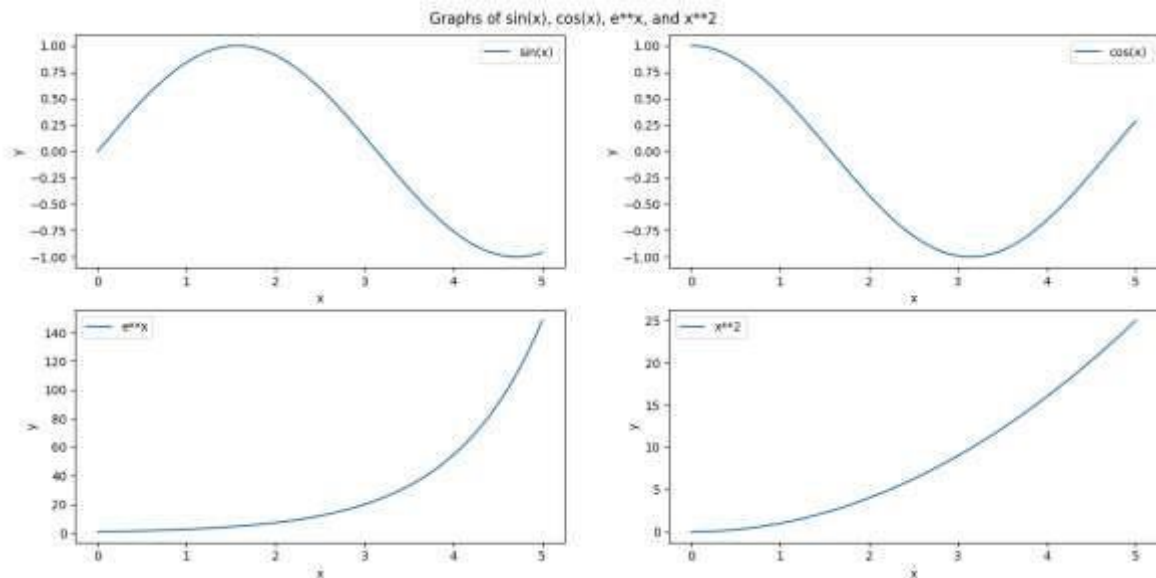 Graphs of sin(x), cos(x), e**x, and x**2
1.00
0.75
0.50
0.25
0.00
−0.25
−0.50
−0.75
−1.00
y
sin(x)
0 1 2 3 4 5
x
1.00
0.75
0.50
0.25
0.00
−0.25
−0.50
−0.75
−1.00
y
cos(x)
0 1 2 3 4 5
x
140
120
100
80
60
40
20
0
y
e**x
0 1 2 3 4 5
x
25
20
15
10
5
0
y
x**2
0 1 2 3 4 5
x